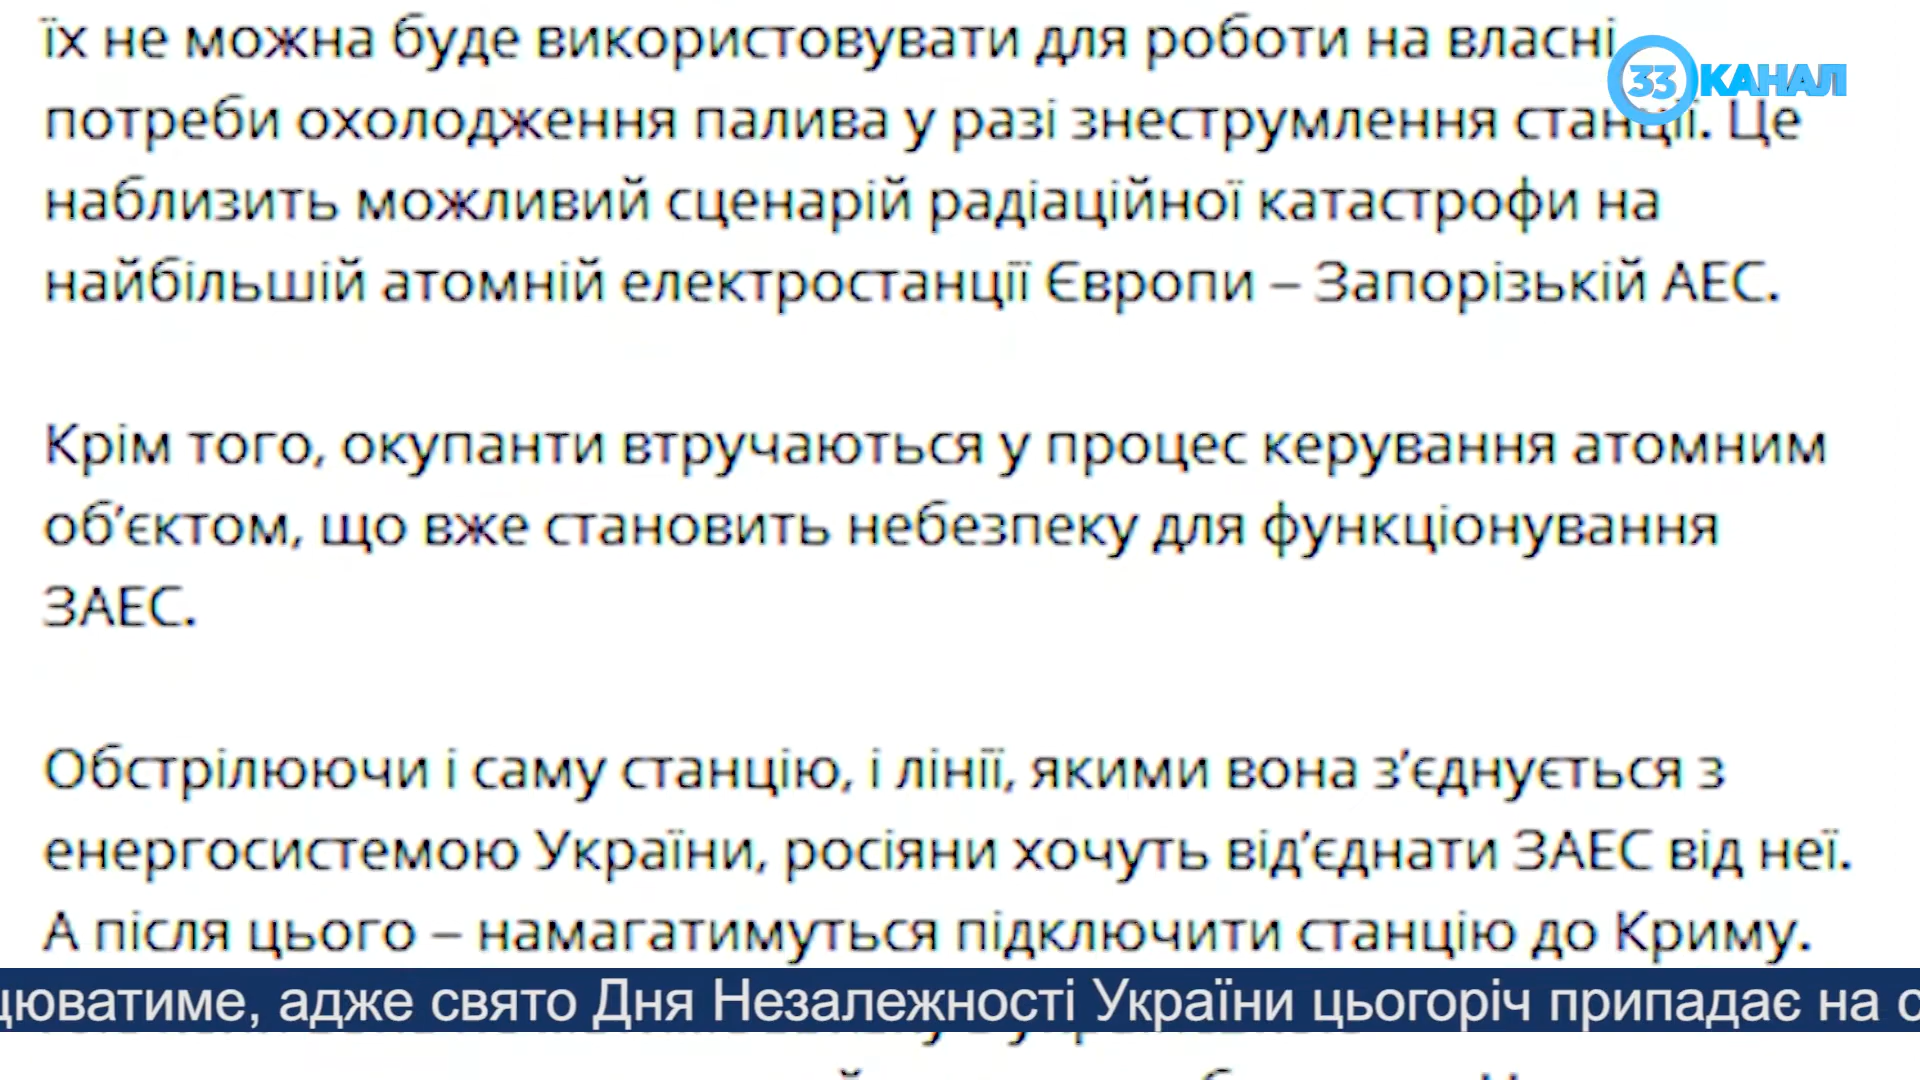 їх не можна буде використовувати для роботи на власні
33 КАНАЛ
потреби охолодження палива у разі знеструмлення станції. Це
наблизить можливий сценарій радіаційної катастрофи на
найбільшій атомній електростанції Європи – Запорізькій АЕС.
Крім того, окупанти втручаються у процес керування атомним
об’єктом, що вже становить небезпеку для функціонування
ЗАЕС.
Обстрілюючи і саму станцію, і лінії, якими вона з’єднується з
енергосистемою України, росіяни хочуть від’єднати ЗАЕС від неї.
А після цього – намагатимуться підключити станцію до Криму.
цюватиме, адже свято Дня Незалежності України цьогоріч припадає на с